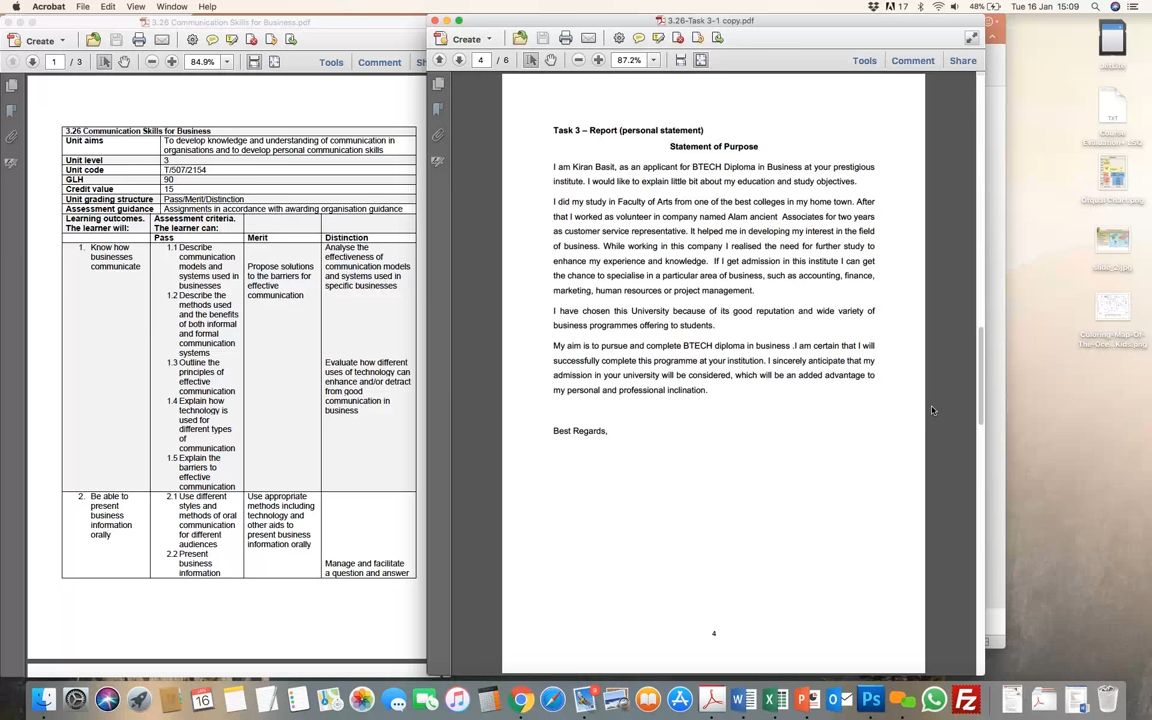 Acrobat File Edit View Window Help
17 48% Tue 16 Jan 15:09
3.26 Communication Skills for Business.pdf
Create
1 / 3 84.9% Tools Comment
3.26 Communication Skills for Business
Unit aims To develop knowledge and understanding of communication in
organisations and to develop personal communication skills
Unit level 3
Unit code T/507/2154
GLH 90
Credit value 15
Unit grading structure Pass/Merit/Distinction
Assessment guidance Assignments in accordance with awarding organisation guidance
Learning outcomes. Assessment criteria.
The learner will: The learner can:
Pass Merit Distinction
1. Know how
businesses
communicate
1.1 Describe
communication
models and
systems used in
businesses
1.2 Describe the
methods used
and the benefits
of both informal
and formal
communication
systems
1.3 Outline the
principles of
effective
communication
1.4 Explain how
technology is
used for
different types
of
communication
1.5 Explain the
barriers to
effective
communication
Propose solutions
to the barriers for
effective
communication
Analyse the
effectiveness of
communication models
and systems used in
specific businesses
Evaluate how different
uses of technology can
enhance and/or detract
from good
communication in
business
2. Be able to
present
business
information
orally
2.1 Use different
styles and
methods of oral
communication
for different
audiences
2.2 Present
business
information
Use appropriate
methods including
technology and
other aids to
present business
information orally
Manage and facilitate
a question and answer
3.26-Task 3-1 copy.pdf
Create
4 / 6 87.2% Tools Comment Share
Task 3 – Report (personal statement)
Statement of Purpose
I am Kiran Basit, as an applicant for BTECH Diploma in Business at your prestigious
institute. I would like to explain little bit about my education and study objectives.
I did my study in Faculty of Arts from one of the best colleges in my home town. After
that I worked as volunteer in company named Alam ancient Associates for two years
as customer service representative. It helped me in developing my interest in the field
of business. While working in this company I realised the need for further study to
enhance my experience and knowledge. If I get admission in this institute I can get
the chance to specialise in a particular area of business, such as accounting, finance,
marketing, human resources or project management.
I have chosen this University because of its good reputation and wide variety of
business programmes offering to students.
My aim is to pursue and complete BTECH diploma in business .I am certain that I will
successfully complete this programme at your institution. I sincerely anticipate that my
admission in your university will be considered, which will be an added advantage to
my personal and professional inclination.
Best Regards,
4
TXT
Course
Ofqual Chart.png
Coloring-Map-Of-
16